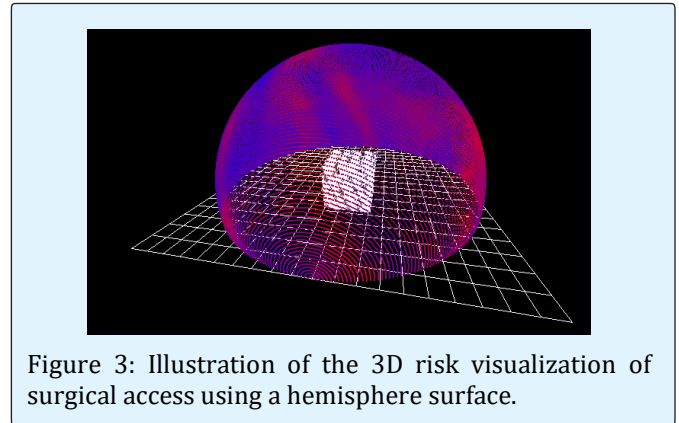 Figure 3: Illustration of the 3D risk visualization of
surgical access using a hemisphere surface.